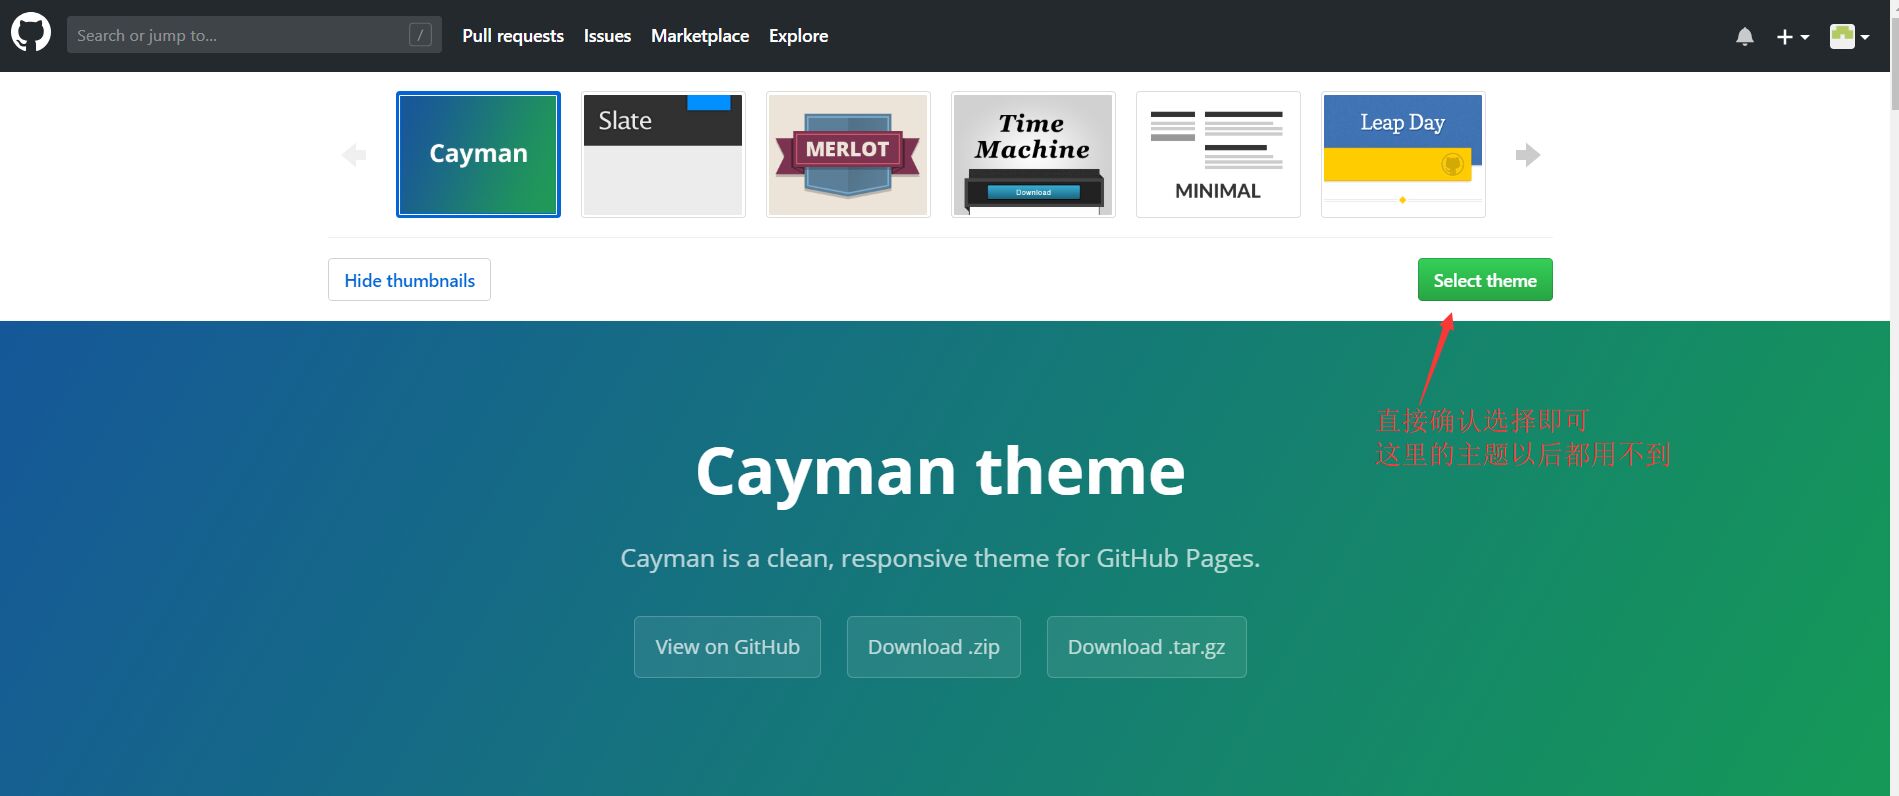 Search or jump to...
/
Pull requests
Issues
Marketplace
Explore
Cayman
Slate
MERLOT
Time
Machine
Download
MINIMAL
Leap Day
Hide thumbnails
Select theme
直接确认选择即可
这里的主题以后都用不到
Cayman theme
Cayman is a clean, responsive theme for GitHub Pages.
View on GitHub
Download .zip
Download .tar.gz